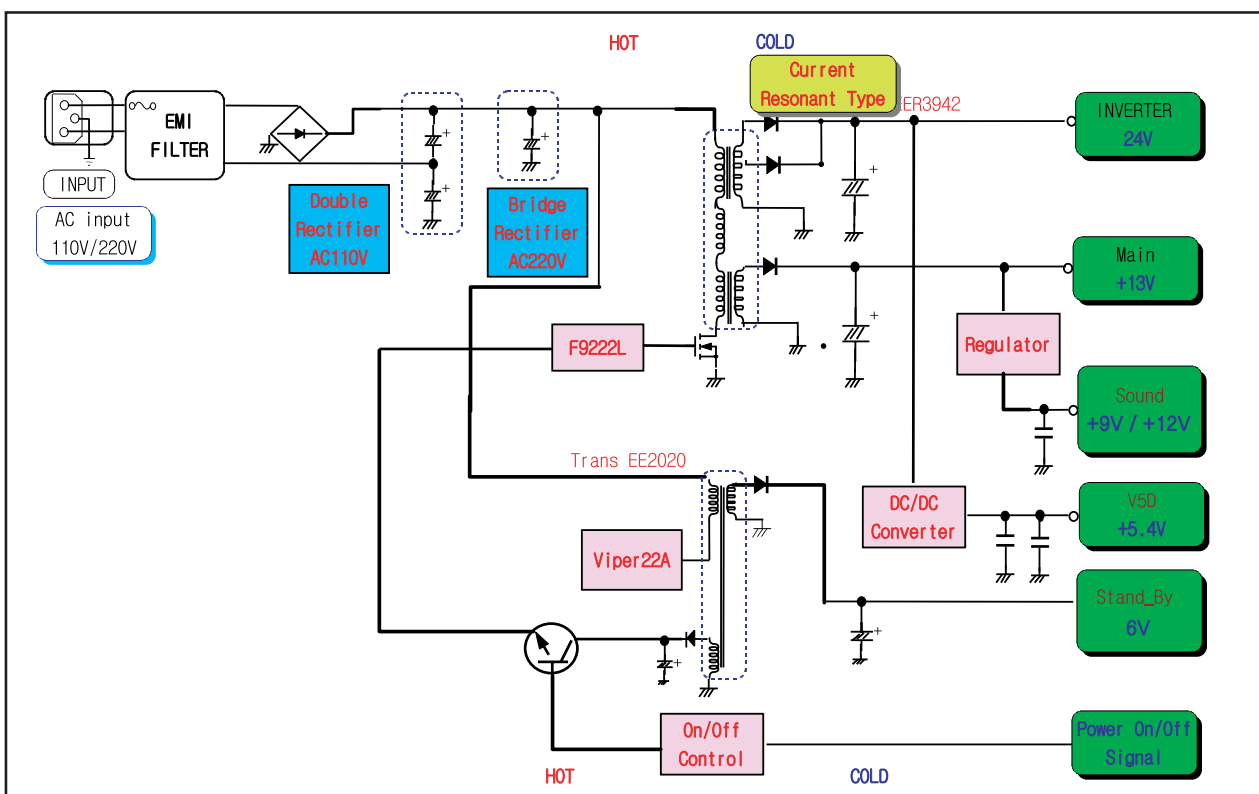 HOT
COLD
Current
Resonant Type
EER3942
EMI
FILTER
INPUT
AC input
110V/220V
Double
Rectifier
AC110V
Bridge
Rectifier
AC220V
INVERTER
24V
Main
+13V
F9222L
Regulator
Sound
+9V / +12V
Trans EE2020
DC/DC
Converter
V5D
+5.4V
Viper22A
Stand_By
6V
On/Off
Control
Power On/Off
Signal
HOT
COLD